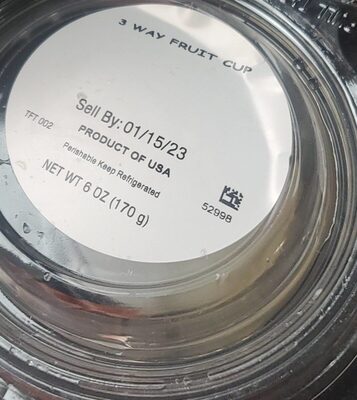 3 WAY FRUIT CUP
Sell By: 01/15/23
TFT 002
PRODUCT OF USA
Perishable Keep Refrigerated
NET WT 6 OZ (170 g)
52998